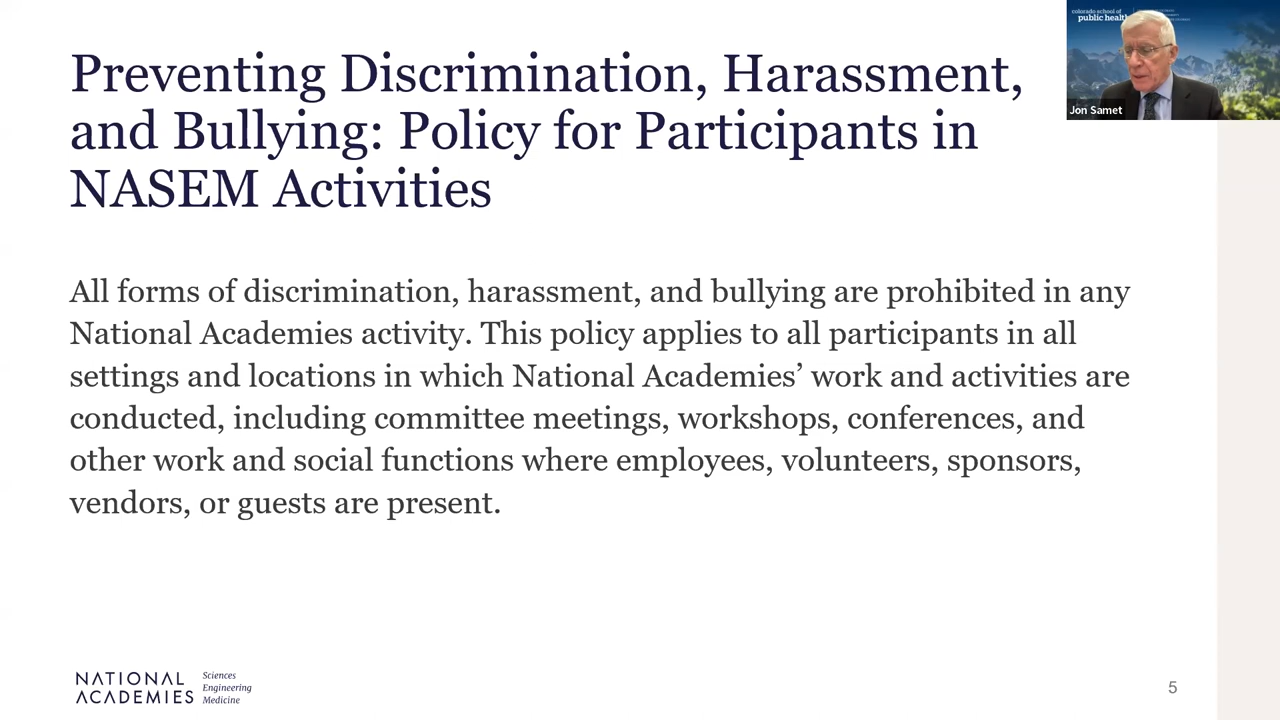 Preventing Discrimination, Harassment,
and Bullying: Policy for Participants in
NASEM Activities
colorado school of
public health
Jon Samet
All forms of discrimination, harassment, and bullying are prohibited in any
National Academies activity. This policy applies to all participants in all
settings and locations in which National Academies’ work and activities are
conducted, including committee meetings, workshops, conferences, and
other work and social functions where employees, volunteers, sponsors,
vendors, or guests are present.
NATIONAL
ACADEMIES
Sciences
Engineering
Medicine
5